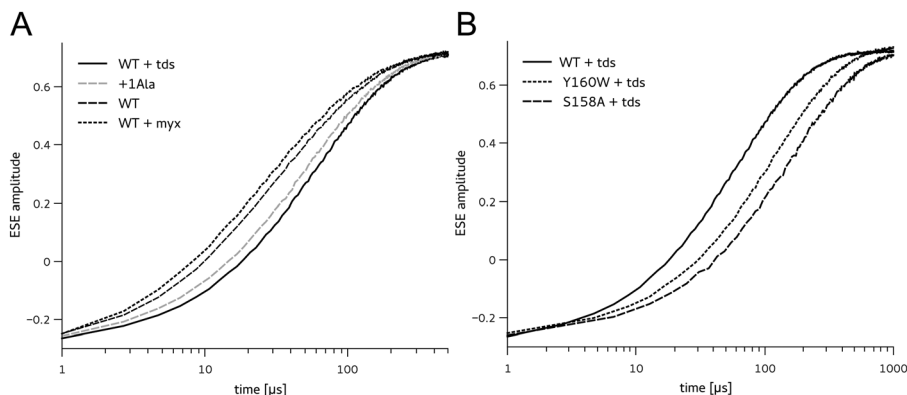 A
WT + tds
+1Ala
WT
WT + myx
ESE amplitude
0.6
0.4
0.2
0
−0.2
1
10
100
time [µs]
B
WT + tds
Y160W + tds
S158A + tds
ESE amplitude
0.6
0.4
0.2
0
−0.2
1
10
100
1000
time [µs]